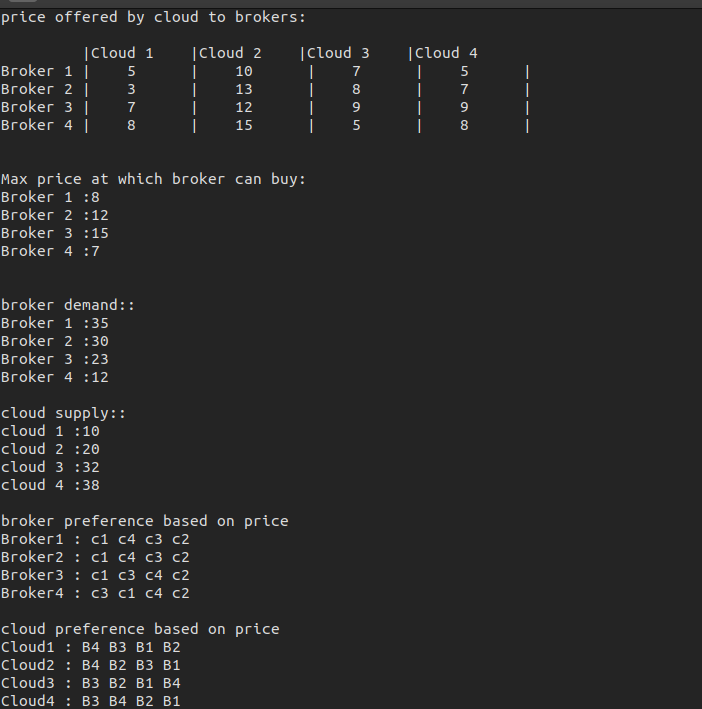 price offered by cloud to brokers:
|Cloud 1 |Cloud 2 |Cloud 3 |Cloud 4
Broker 1 | 5 | 10 | 7 | 5 |
Broker 2 | 3 | 13 | 8 | 7 |
Broker 3 | 7 | 12 | 9 | 9 |
Broker 4 | 8 | 15 | 5 | 8 |
Max price at which broker can buy:
Broker 1 :8
Broker 2 :12
Broker 3 :15
Broker 4 :7
broker demand::
Broker 1 :35
Broker 2 :30
Broker 3 :23
Broker 4 :12
cloud supply::
cloud 1 :10
cloud 2 :20
cloud 3 :32
cloud 4 :38
broker preference based on price
Broker1 : c1 c4 c3 c2
Broker2 : c1 c4 c3 c2
Broker3 : c1 c3 c4 c2
Broker4 : c3 c1 c4 c2
cloud preference based on price
Cloud1 : B4 B3 B1 B2
Cloud2 : B4 B2 B3 B1
Cloud3 : B3 B2 B1 B4
Cloud4 : B3 B4 B2 B1